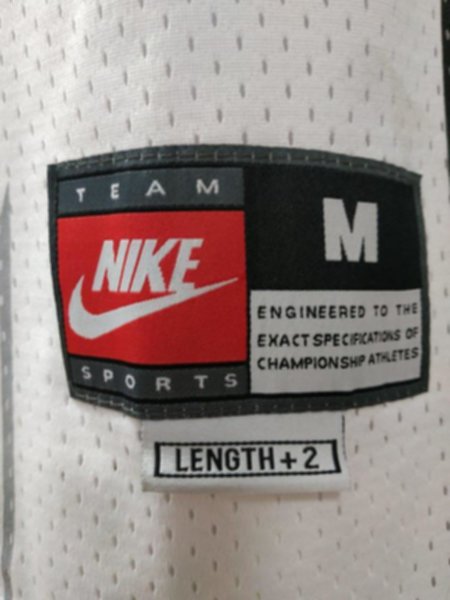 TEAM
NIKE
SPORTS
M
ENGINEERED TO THE
EXACT SPECIFICATIONS OF
CHAMPIONSHIP ATHLETES
LENGTH + 2